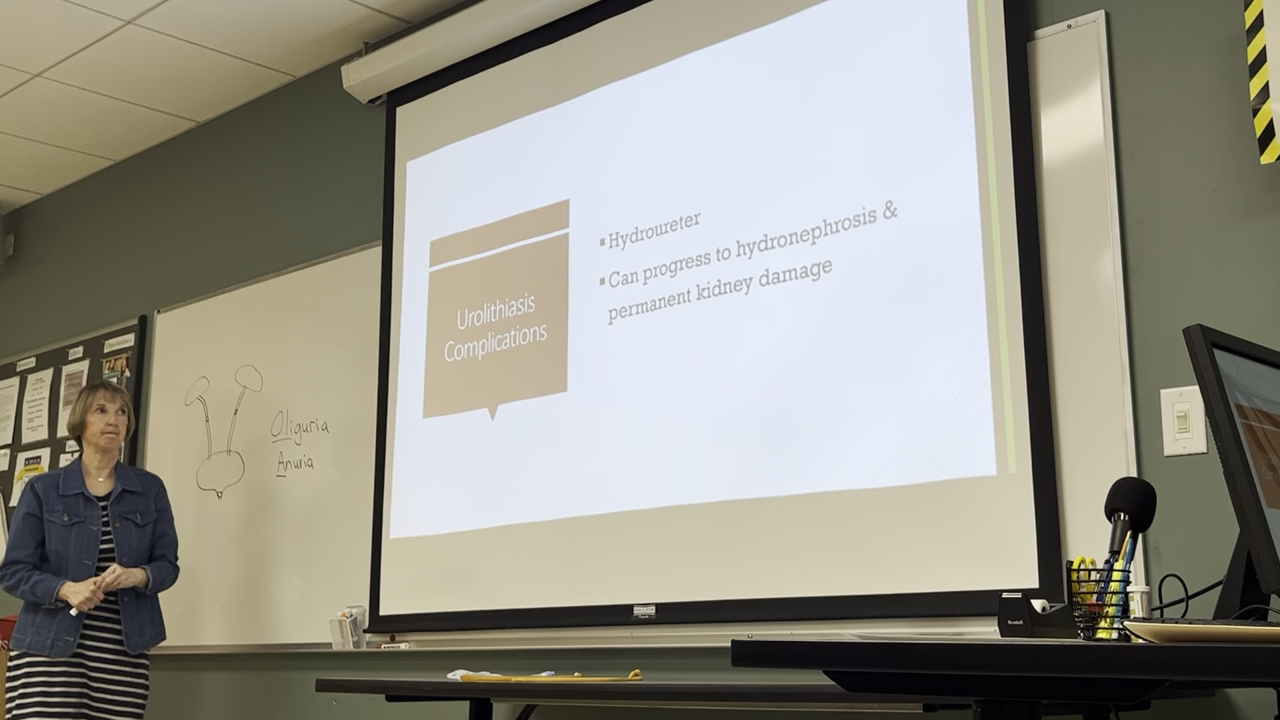 Urolithiasis
Complications
▪ Hydroureter
▪ Can progress to hydronephrosis &
permanent kidney damage
Oliguria
Anuria